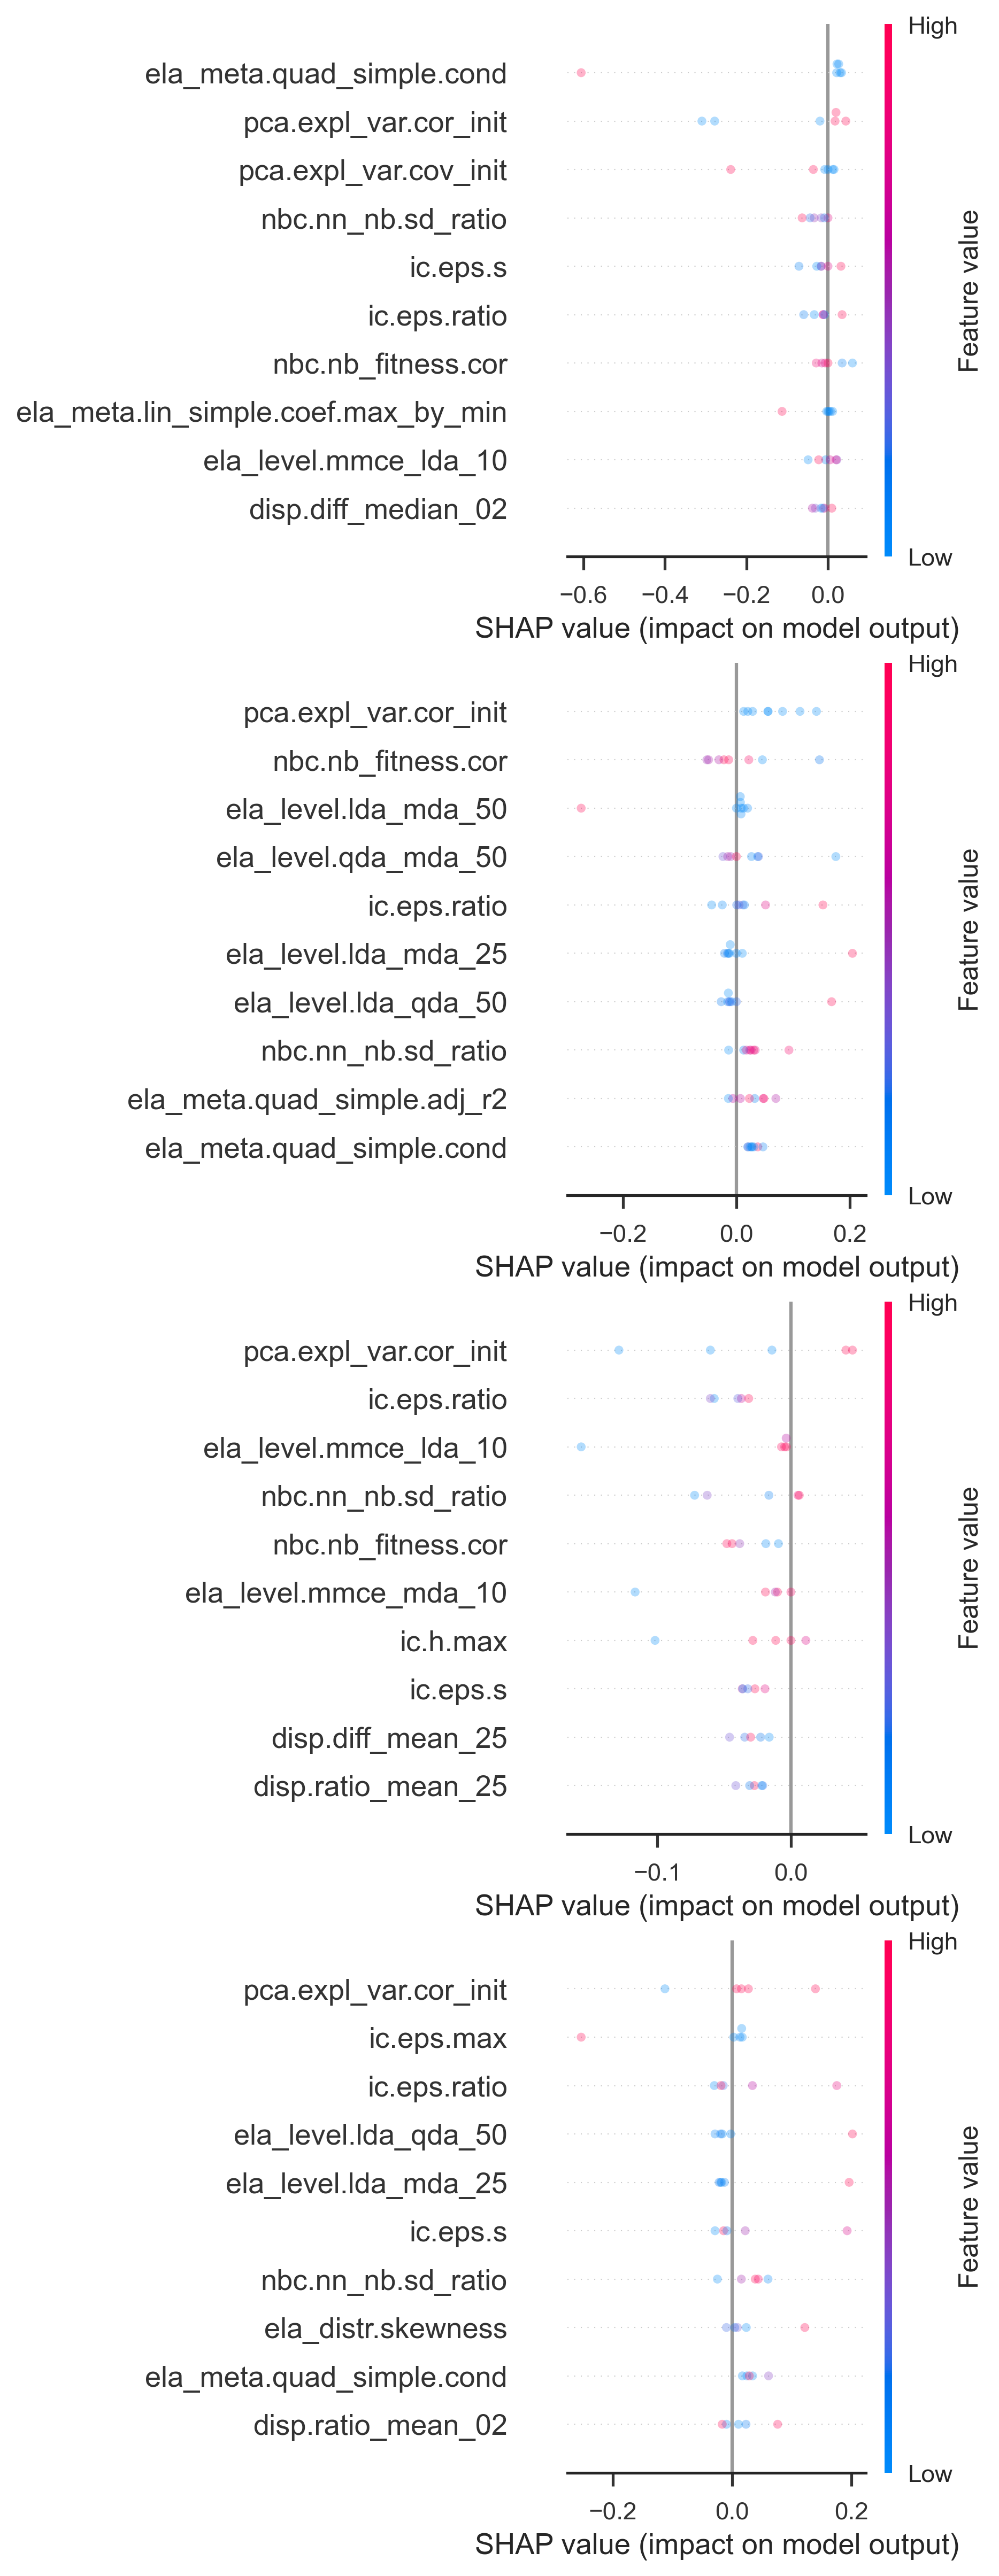 High
ela_meta.quad_simple.cond
pca.expl_var.cor_init
pca.expl_var.cov_init
nbc.nn_nb.sd_ratio
ic.eps.s
ic.eps.ratio
nbc.nb_fitness.cor
ela_meta.lin_simple.coef.max_by_min
ela_level.mmce_lda_10
disp.diff_median_02
Feature value
Low
−0.6 −0.4 −0.2 0.0
SHAP value (impact on model output)
High
pca.expl_var.cor_init
nbc.nb_fitness.cor
ela_level.lda_mda_50
ela_level.qda_mda_50
ic.eps.ratio
ela_level.lda_mda_25
ela_level.lda_qda_50
nbc.nn_nb.sd_ratio
ela_meta.quad_simple.adj_r2
ela_meta.quad_simple.cond
Feature value
Low
−0.2 0.0 0.2
SHAP value (impact on model output)
High
pca.expl_var.cor_init
ic.eps.ratio
ela_level.mmce_lda_10
nbc.nn_nb.sd_ratio
nbc.nb_fitness.cor
ela_level.mmce_mda_10
ic.h.max
ic.eps.s
disp.diff_mean_25
disp.ratio_mean_25
Feature value
Low
−0.1 0.0
SHAP value (impact on model output)
High
pca.expl_var.cor_init
ic.eps.max
ic.eps.ratio
ela_level.lda_qda_50
ela_level.lda_mda_25
ic.eps.s
nbc.nn_nb.sd_ratio
ela_distr.skewness
ela_meta.quad_simple.cond
disp.ratio_mean_02
Feature value
Low
−0.2 0.0 0.2
SHAP value (impact on model output)